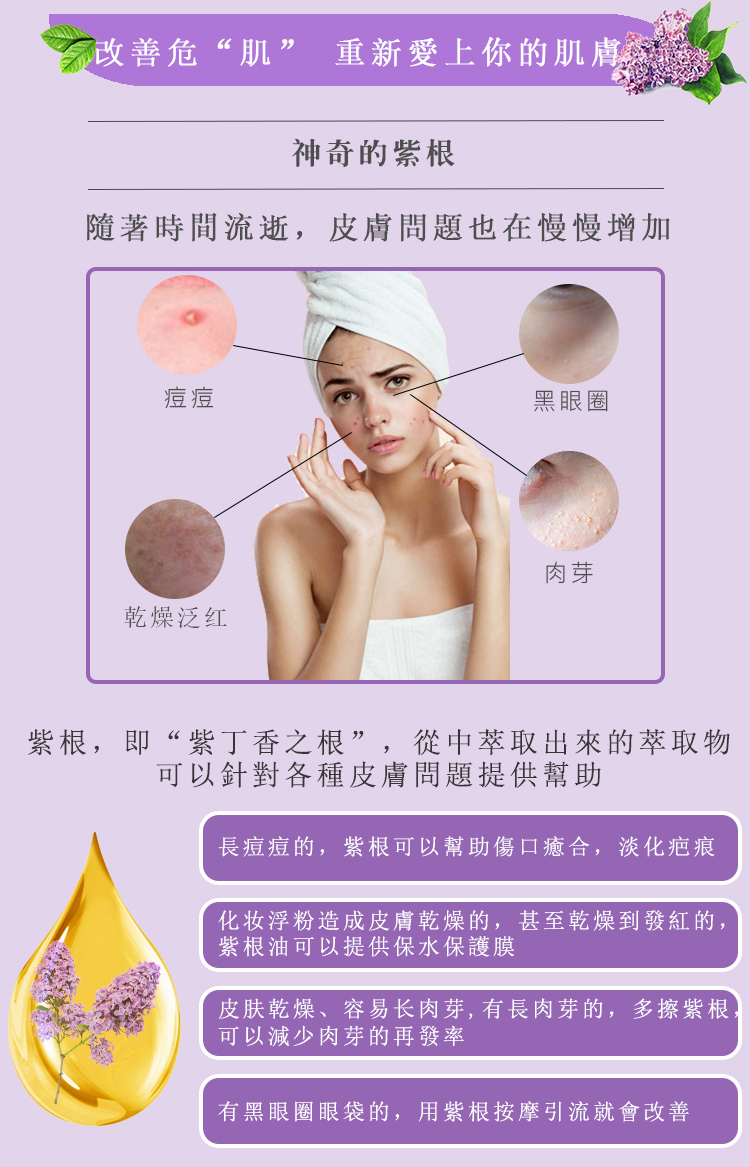 改善危“肌” 重新愛上你的肌膚
神奇的紫根
隨著時間流逝，皮膚問題也在慢慢增加
痘痘
黑眼圈
肉芽
乾燥泛红
紫根，即“紫丁香之根”，從中萃取出來的萃取物
可以針對各種皮膚問題提供幫助
長痘痘的，紫根可以幫助傷口癒合，淡化疤痕
化妆浮粉造成皮膚乾燥的，甚至乾燥到發紅的，
紫根油可以提供保水保護膜
皮肤乾燥、容易长肉芽,有長肉芽的，多擦紫根，
可以減少肉芽的再發率
有黑眼圈眼袋的，用紫根按摩引流就會改善